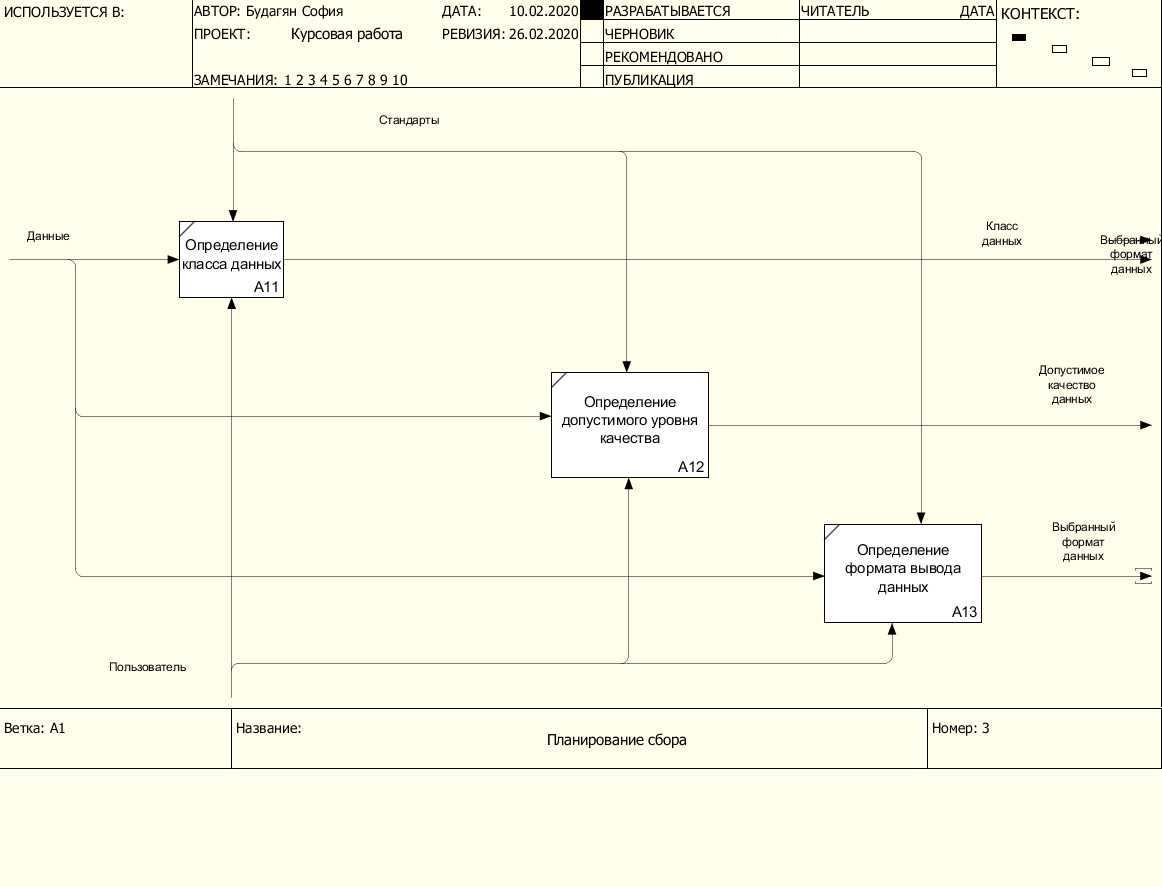 ИСПОЛЬЗУЕТСЯ В:
АВТОР: Будагян София
ДАТА: 10.02.2020
РАЗРАБАТЫВАЕТСЯ
ЧИТАТЕЛЬ
ДАТА
КОНТЕКСТ:
ПРОЕКТ: Курсовая работа
РЕВИЗИЯ: 26.02.2020
ЧЕРНОВИК
РЕКОМЕНДОВАНО
ЗАМЕЧАНИЯ: 1 2 3 4 5 6 7 8 9 10
ПУБЛИКАЦИЯ
Стандарты
Данные
Определение
класса данных
A11
Класс
данных
Выбранный
формат
данных
Определение
допустимого уровня
качества
A12
Допустимое
качество
данных
Определение
формата вывода
данных
A13
Выбранный
формат
данных
Пользователь
Ветка: A1
Название:
Планирование сбора
Номер: 3